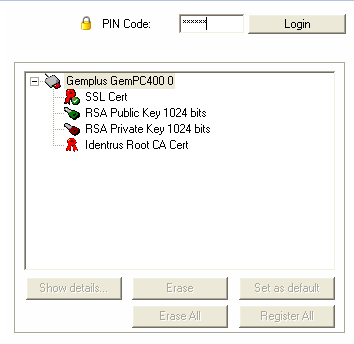 PIN Code: ****** Login
Gemplus GemPC400 0
SSL Cert
RSA Public Key 1024 bits
RSA Private Key 1024 bits
Identrus Root CA Cert
Show details... Erase Set as default
Erase All Register All